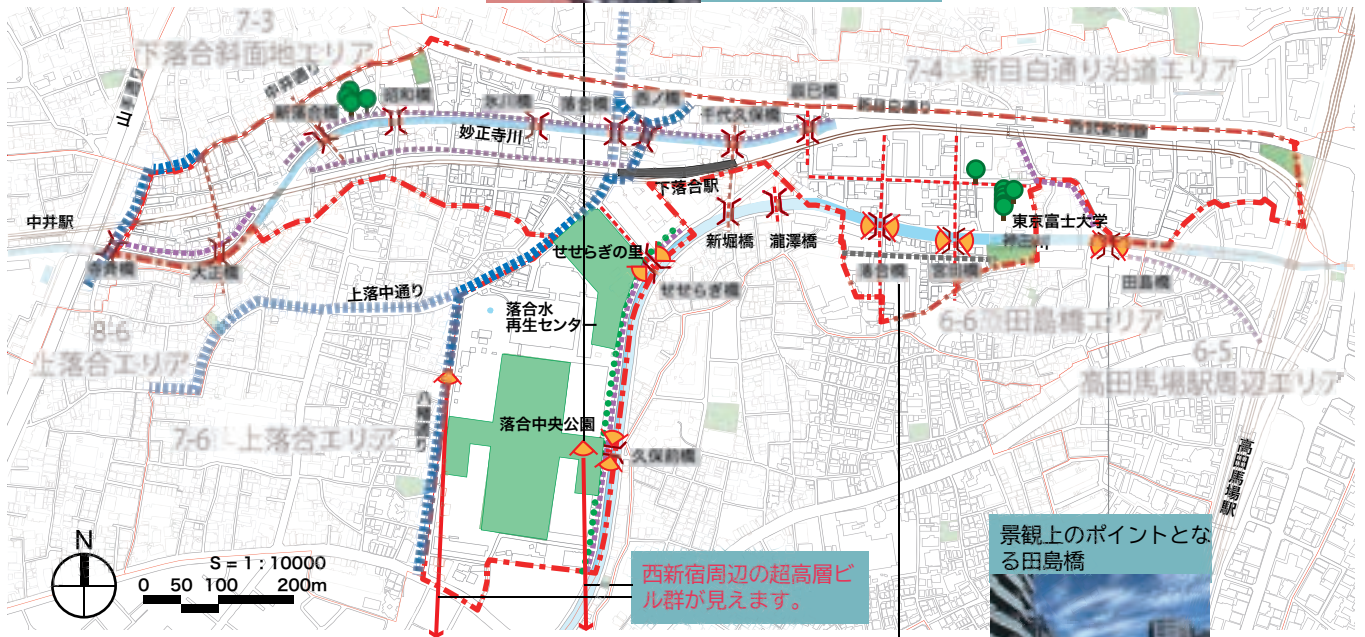 7-3
下落合斜面地エリア
7-4 新目白通り沿道エリア
中井通り
山手通り
新落合橋
昭和橋
氷川橋
落合橋
西ノ橋
千代久保橋
辰巳橋
新目白通り
西武新宿線
妙正寺川
下落合駅
中井駅
寺斉橋
大正橋
新堀橋
瀧澤橋
東京富士大学
神田川
せせらぎの里
せせらぎ橋
落合橋
宮田橋
田島橋
上落中通り
落合水
再生センター
8-6
上落合エリア
6-6
田島橋エリア
6-5
高田馬場駅周辺エリア
7-6 上落合エリア
八幡通り
落合中央公園
久保前橋
高田馬場駅
N
S = 1 : 10000
0 50 100 200m
西新宿周辺の超高層ビ
ル群が見えます。
景観上のポイントとな
る田島橋